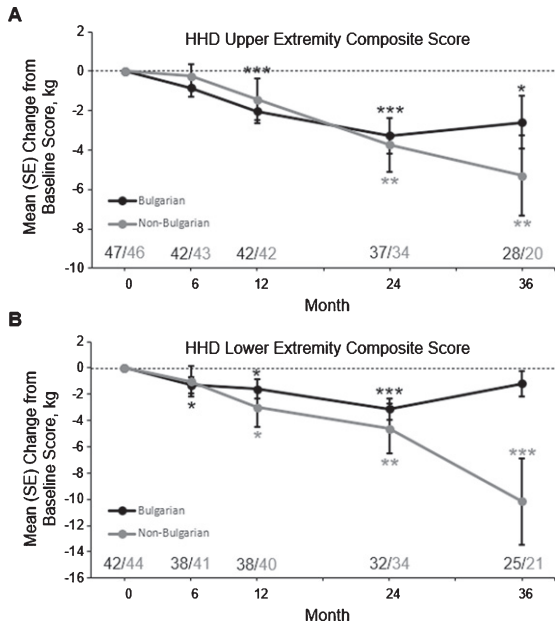 A
HHD Upper Extremity Composite Score
Mean (SE) Change from
Baseline Score, kg
2
0
-2
-4
-6
-8
-10
***
***
*
**
**
Bulgarian
Non-Bulgarian
47/46 42/43 42/42 37/34 28/20
0 6 12 24 36
Month
B
HHD Lower Extremity Composite Score
Mean (SE) Change from
Baseline Score, kg
2
0
-2
-4
-6
-8
-10
-12
-14
-16
*
***
*
*
**
***
Bulgarian
Non-Bulgarian
42/44 38/41 38/40 32/34 25/21
0 6 12 24 36
Month